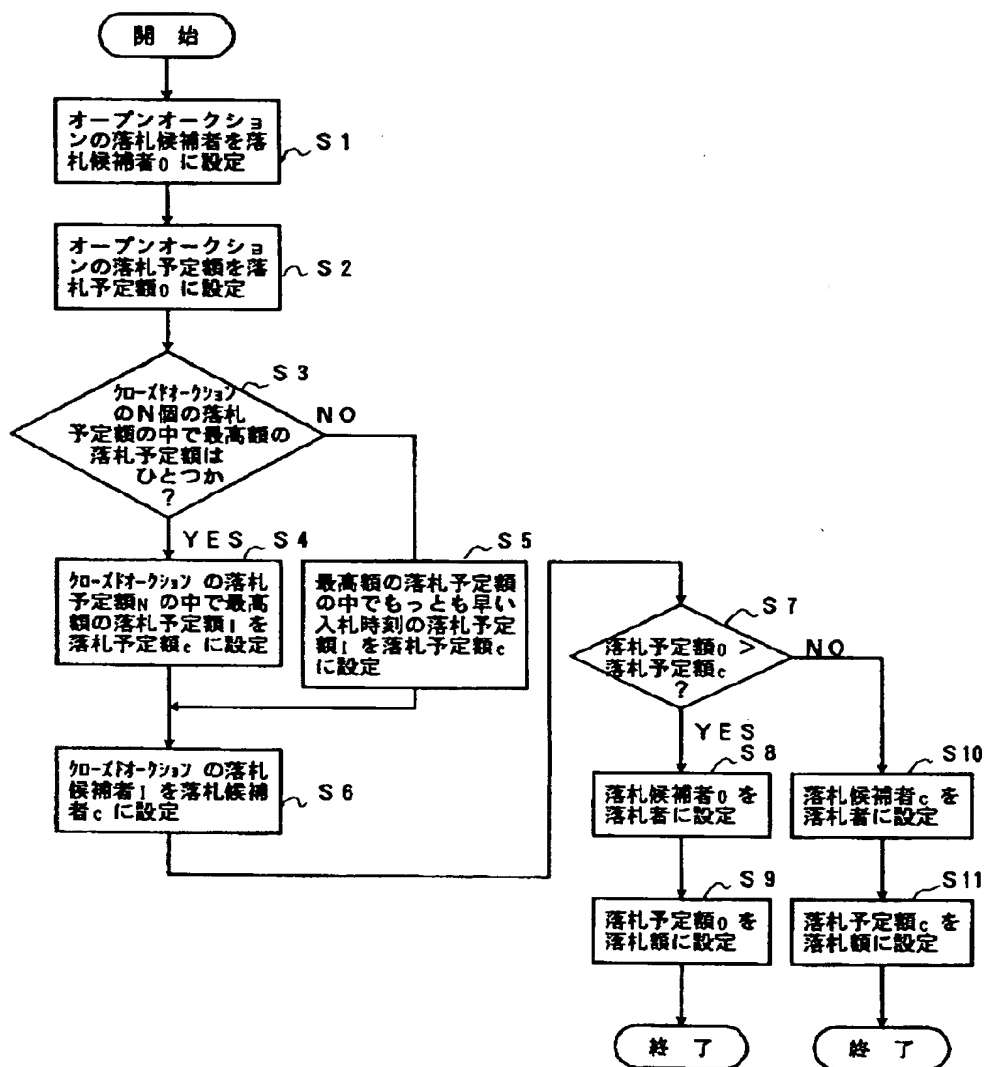 開始
オープンオークショ
ンの落札候補者を落
札候補者O に設定
S1
オープンオークショ
ンの落札予定額を落
札予定額O に設定
S2
S3
クローズドオークション
のN個の落札
予定額の中で最高額の
落札予定額は
ひとつか
?
NO
YES
S4
クローズドオークション の落札
予定額N の中で最高
額の落札予定額I を
落札予定額c に設定
S5
最高額の落札予定額
の中でもっとも早い
入札時刻の落札予定
額I を落札予定額c
に設定
クローズドオークション の落札
候補者I を落札候補
者c に設定
S6
S7
落札予定額O >
落札予定額c
?
NO
YES
S8
落札候補者O を
落札者に設定
S9
落札予定額O を
落札額に設定
終了
S10
落札候補者c を
落札者に設定
S11
落札予定額c を
落札額に設定
終了